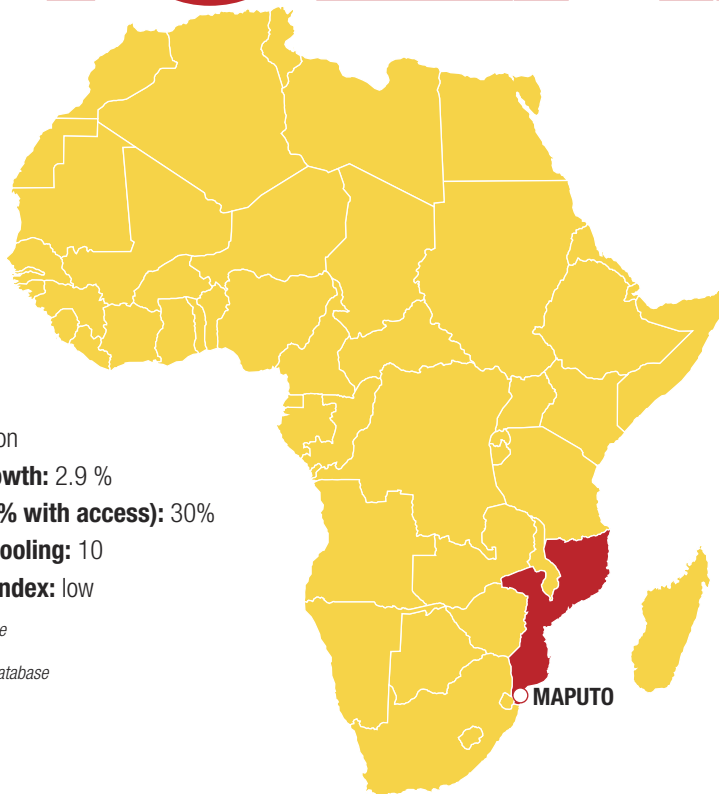 on
owth: 2.9 %
% with access): 30%
ooling: 10
ndex: low
e
atabase
MAPUTO